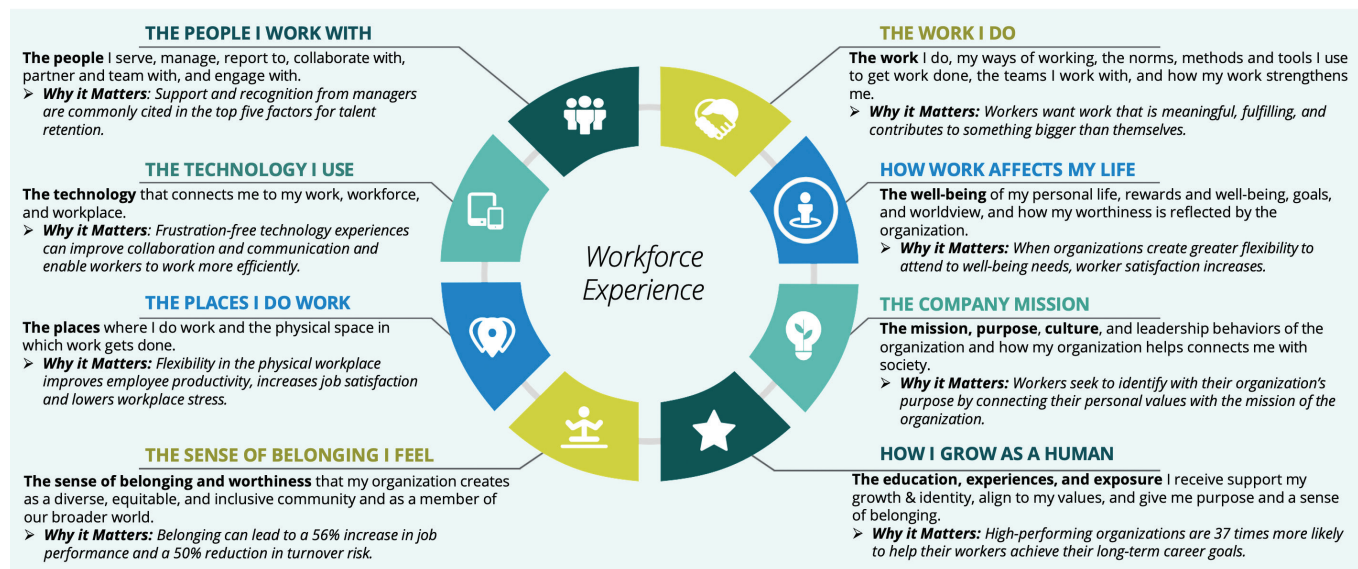 THE PEOPLE I WORK WITH
The people I serve, manage, report to, collaborate with,
partner and team with, and engage with.
➢ Why it Matters: Support and recognition from managers
are commonly cited in the top five factors for talent
retention.
THE TECHNOLOGY I USE
The technology that connects me to my work, workforce,
and workplace.
➢ Why it Matters: Frustration-free technology experiences
can improve collaboration and communication and
enable workers to work more efficiently.
THE PLACES I DO WORK
The places where I do work and the physical space in
which work gets done.
➢ Why it Matters: Flexibility in the physical workplace
improves employee productivity, increases job satisfaction
and lowers workplace stress.
THE SENSE OF BELONGING I FEEL
The sense of belonging and worthiness that my organization creates
as a diverse, equitable, and inclusive community and as a member of
our broader world.
➢ Why it Matters: Belonging can lead to a 56% increase in job
performance and a 50% reduction in turnover risk.
Workforce
Experience
THE WORK I DO
The work I do, my ways of working, the norms, methods and tools I use
to get work done, the teams I work with, and how my work strengthens
me.
➢ Why it Matters: Workers want work that is meaningful, fulfilling, and
contributes to something bigger than themselves.
HOW WORK AFFECTS MY LIFE
The well-being of my personal life, rewards and well-being, goals,
and worldview, and how my worthiness is reflected by the
organization.
➢ Why it Matters: When organizations create greater flexibility to
attend to well-being needs, worker satisfaction increases.
THE COMPANY MISSION
The mission, purpose, culture, and leadership behaviors of the
organization and how my organization helps connects me with
society.
➢ Why it Matters: Workers seek to identify with their organization's
purpose by connecting their personal values with the mission of the
organization.
HOW I GROW AS A HUMAN
The education, experiences, and exposure I receive support my
growth & identity, align to my values, and give me purpose and a sense
of belonging.
➢ Why it Matters: High-performing organizations are 37 times more likely
to help their workers achieve their long-term career goals.